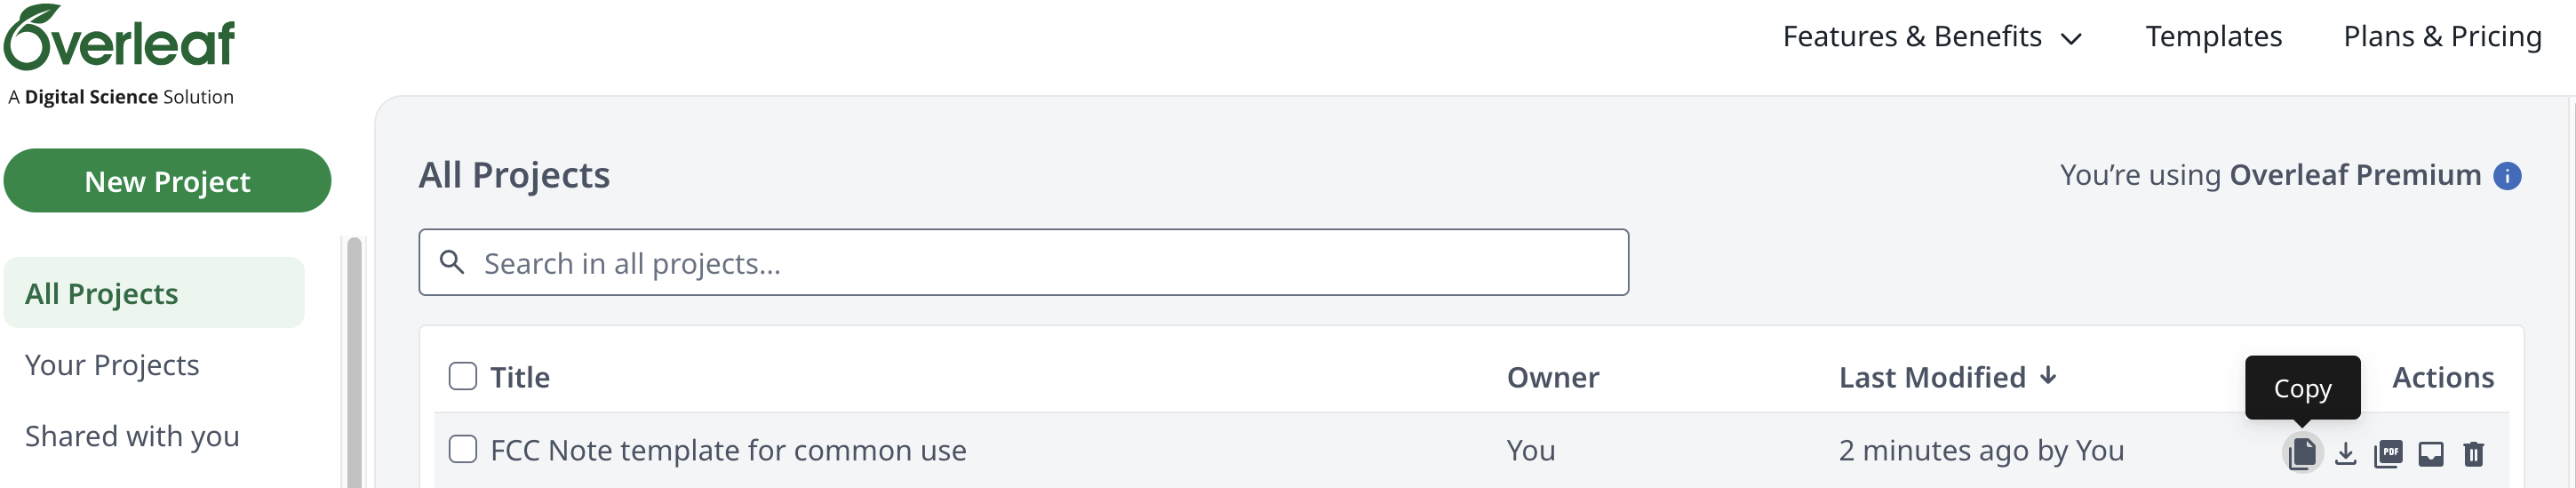 Overleaf
A Digital Science Solution
Features & Benefits
Templates
Plans & Pricing
New Project
All Projects
Your Projects
Shared with you
All Projects
You’re using Overleaf Premium i
Search in all projects...
Title Owner Last Modified Actions
Copy
FCC Note template for common use You 2 minutes ago by You PDF